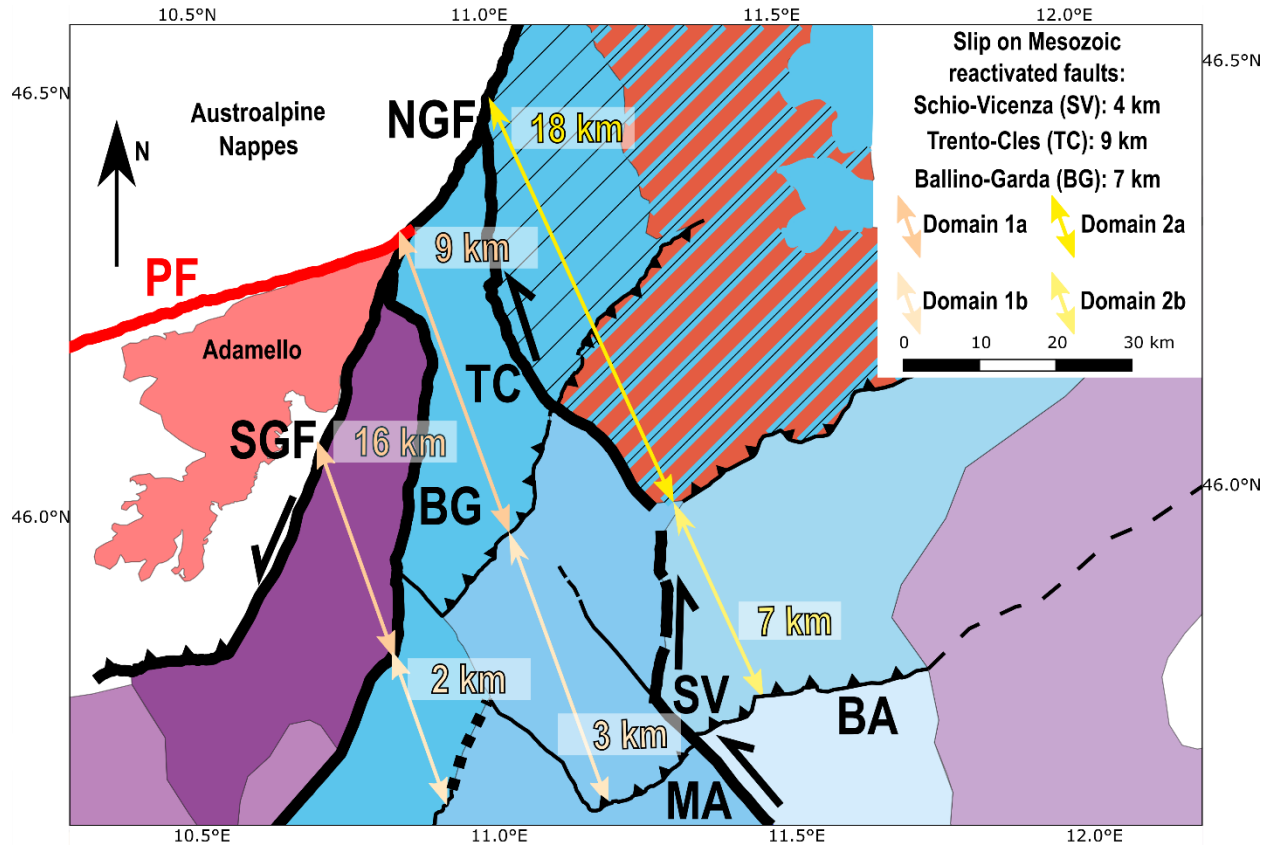 10.5°E
11.0°E
11.5°E
12.0°E
46.5°N
46.5°N
Slip on Mesozoic
reactivated faults:
Schio-Vicenza (SV): 4 km
Trento-Cles (TC): 9 km
Ballino-Garda (BG): 7 km
Domain 1a
Domain 2a
Domain 1b
Domain 2b
0 10 20 30 km
Austroalpine
Nappes
N
NGF
18 km
9 km
PF
Adamello
TC
SGF
16 km
BG
46.0°N
46.0°N
7 km
2 km
SV
BA
3 km
MA
10.5°E
11.0°E
11.5°E
12.0°E